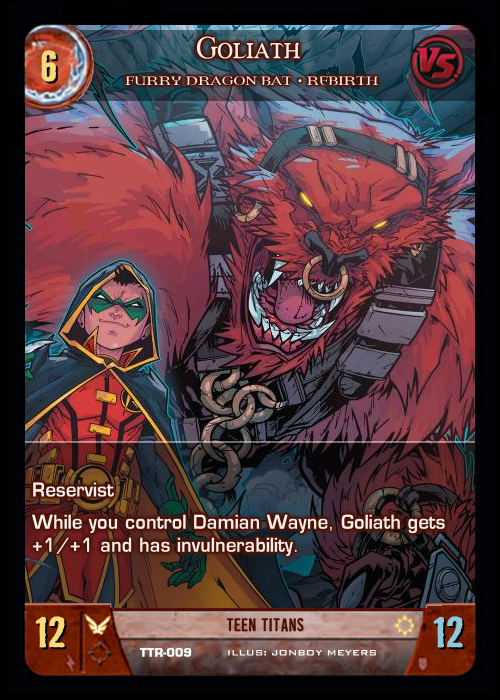 6
GOLIATH
VS
FURRY DRAGON BAT • REBIRTH
Reservist
While you control Damian Wayne, Goliath gets
+1/+1 and has invulnerability.
12
TEEN TITANS
12
TTR-009 ILLUS: JONBOY MEYERS